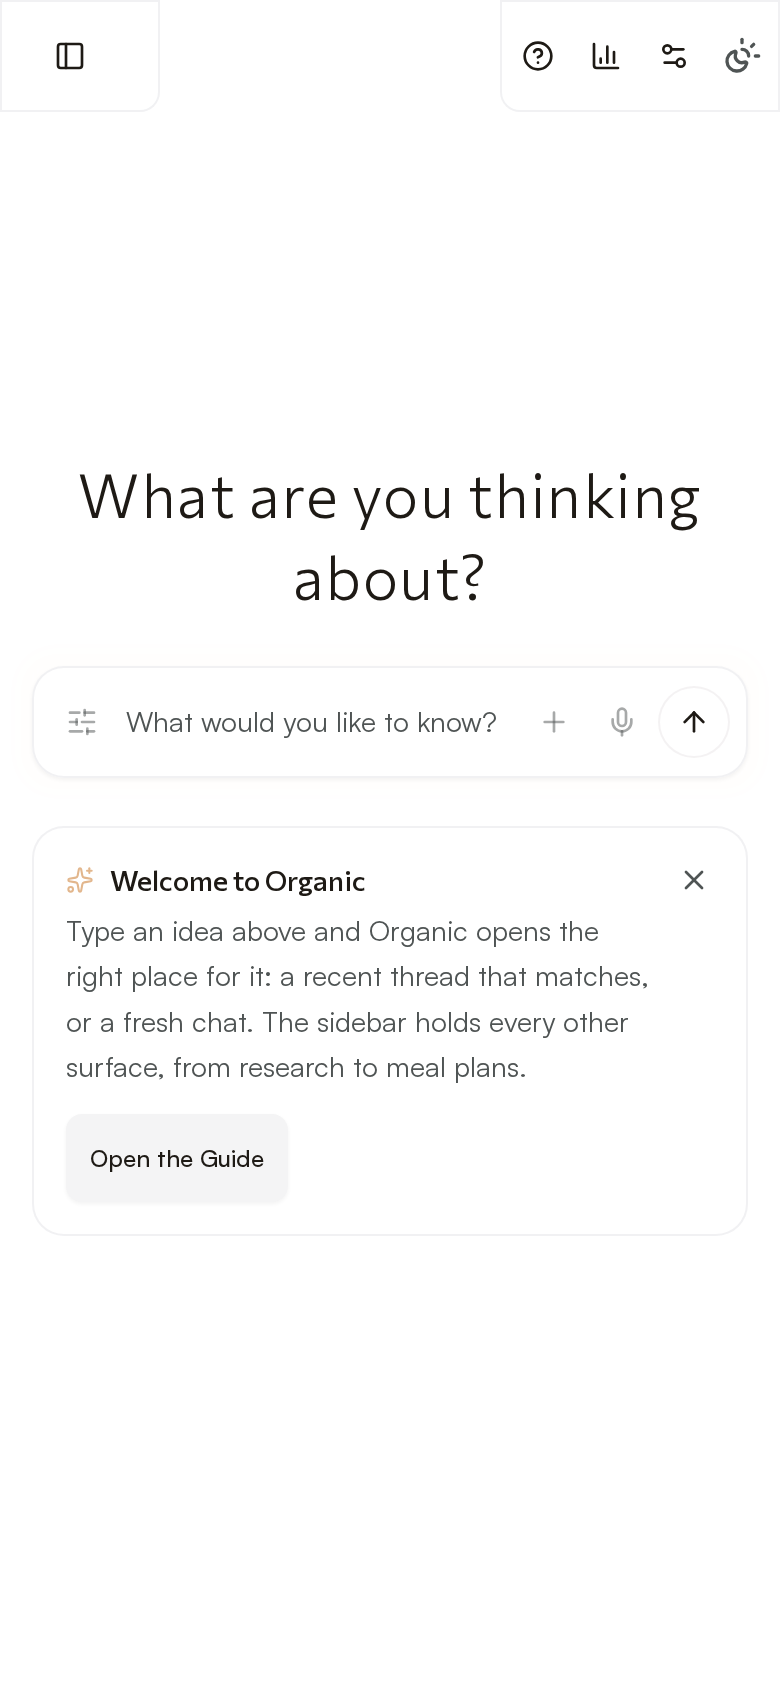 What are you thinking
about?
What would you like to know?
Welcome to Organic
Type an idea above and Organic opens the
right place for it: a recent thread that matches,
or a fresh chat. The sidebar holds every other
surface, from research to meal plans.
Open the Guide